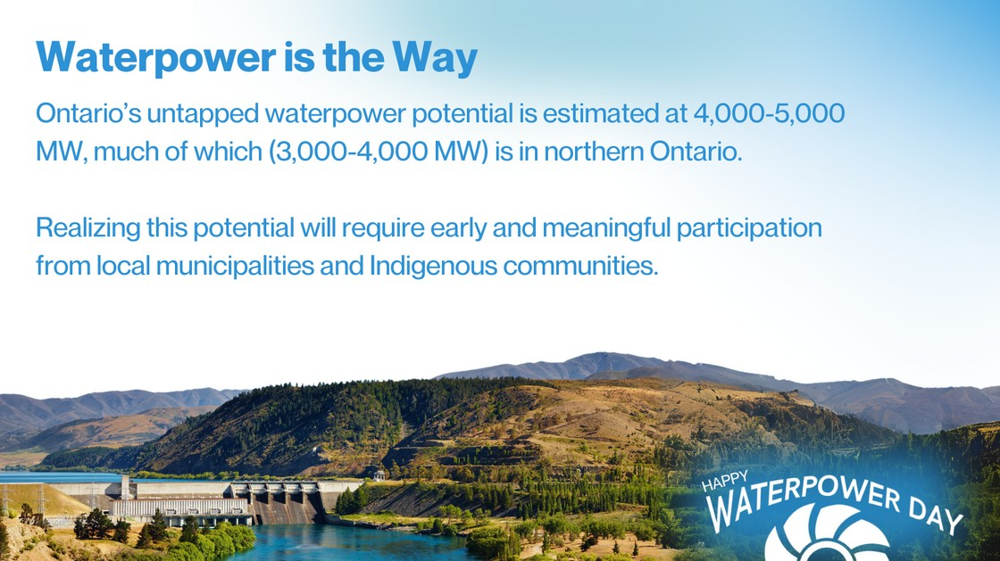 Waterpower is the Way
Ontario’s untapped waterpower potential is estimated at 4,000-5,000
MW, much of which (3,000-4,000 MW) is in northern Ontario.
Realizing this potential will require early and meaningful participation
from local municipalities and Indigenous communities.
HAPPY
WATERPOWER DAY